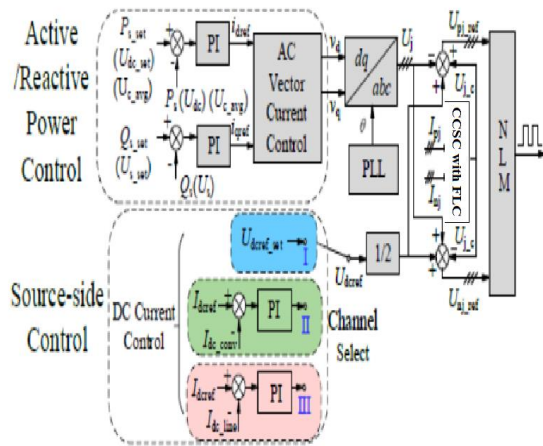 Active
/Reactive
Power
Control
P_s_set
(U_dc_set)
(U_c_avg)
PI
i_dref
P_s (U_dc) (U_c_avg)
Q_s_set
(U_s_set)
PI
i_qref
Q_s(U_s)
AC
Vector
Current
Control
v_d
v_q
dq
abc
θ
PLL
U_j
U_pj_ref
U_j_c
I_pj
I_nj
CCSC with FLC
U_j_c
U_nj_ref
NLM
Source-side
Control
DC Current
Control
U_dcref_set
I
U_dcref
1/2
I_dcref
PI
II
I_dc_conv
Channel
Select
I_dcref
PI
III
I_dc_line